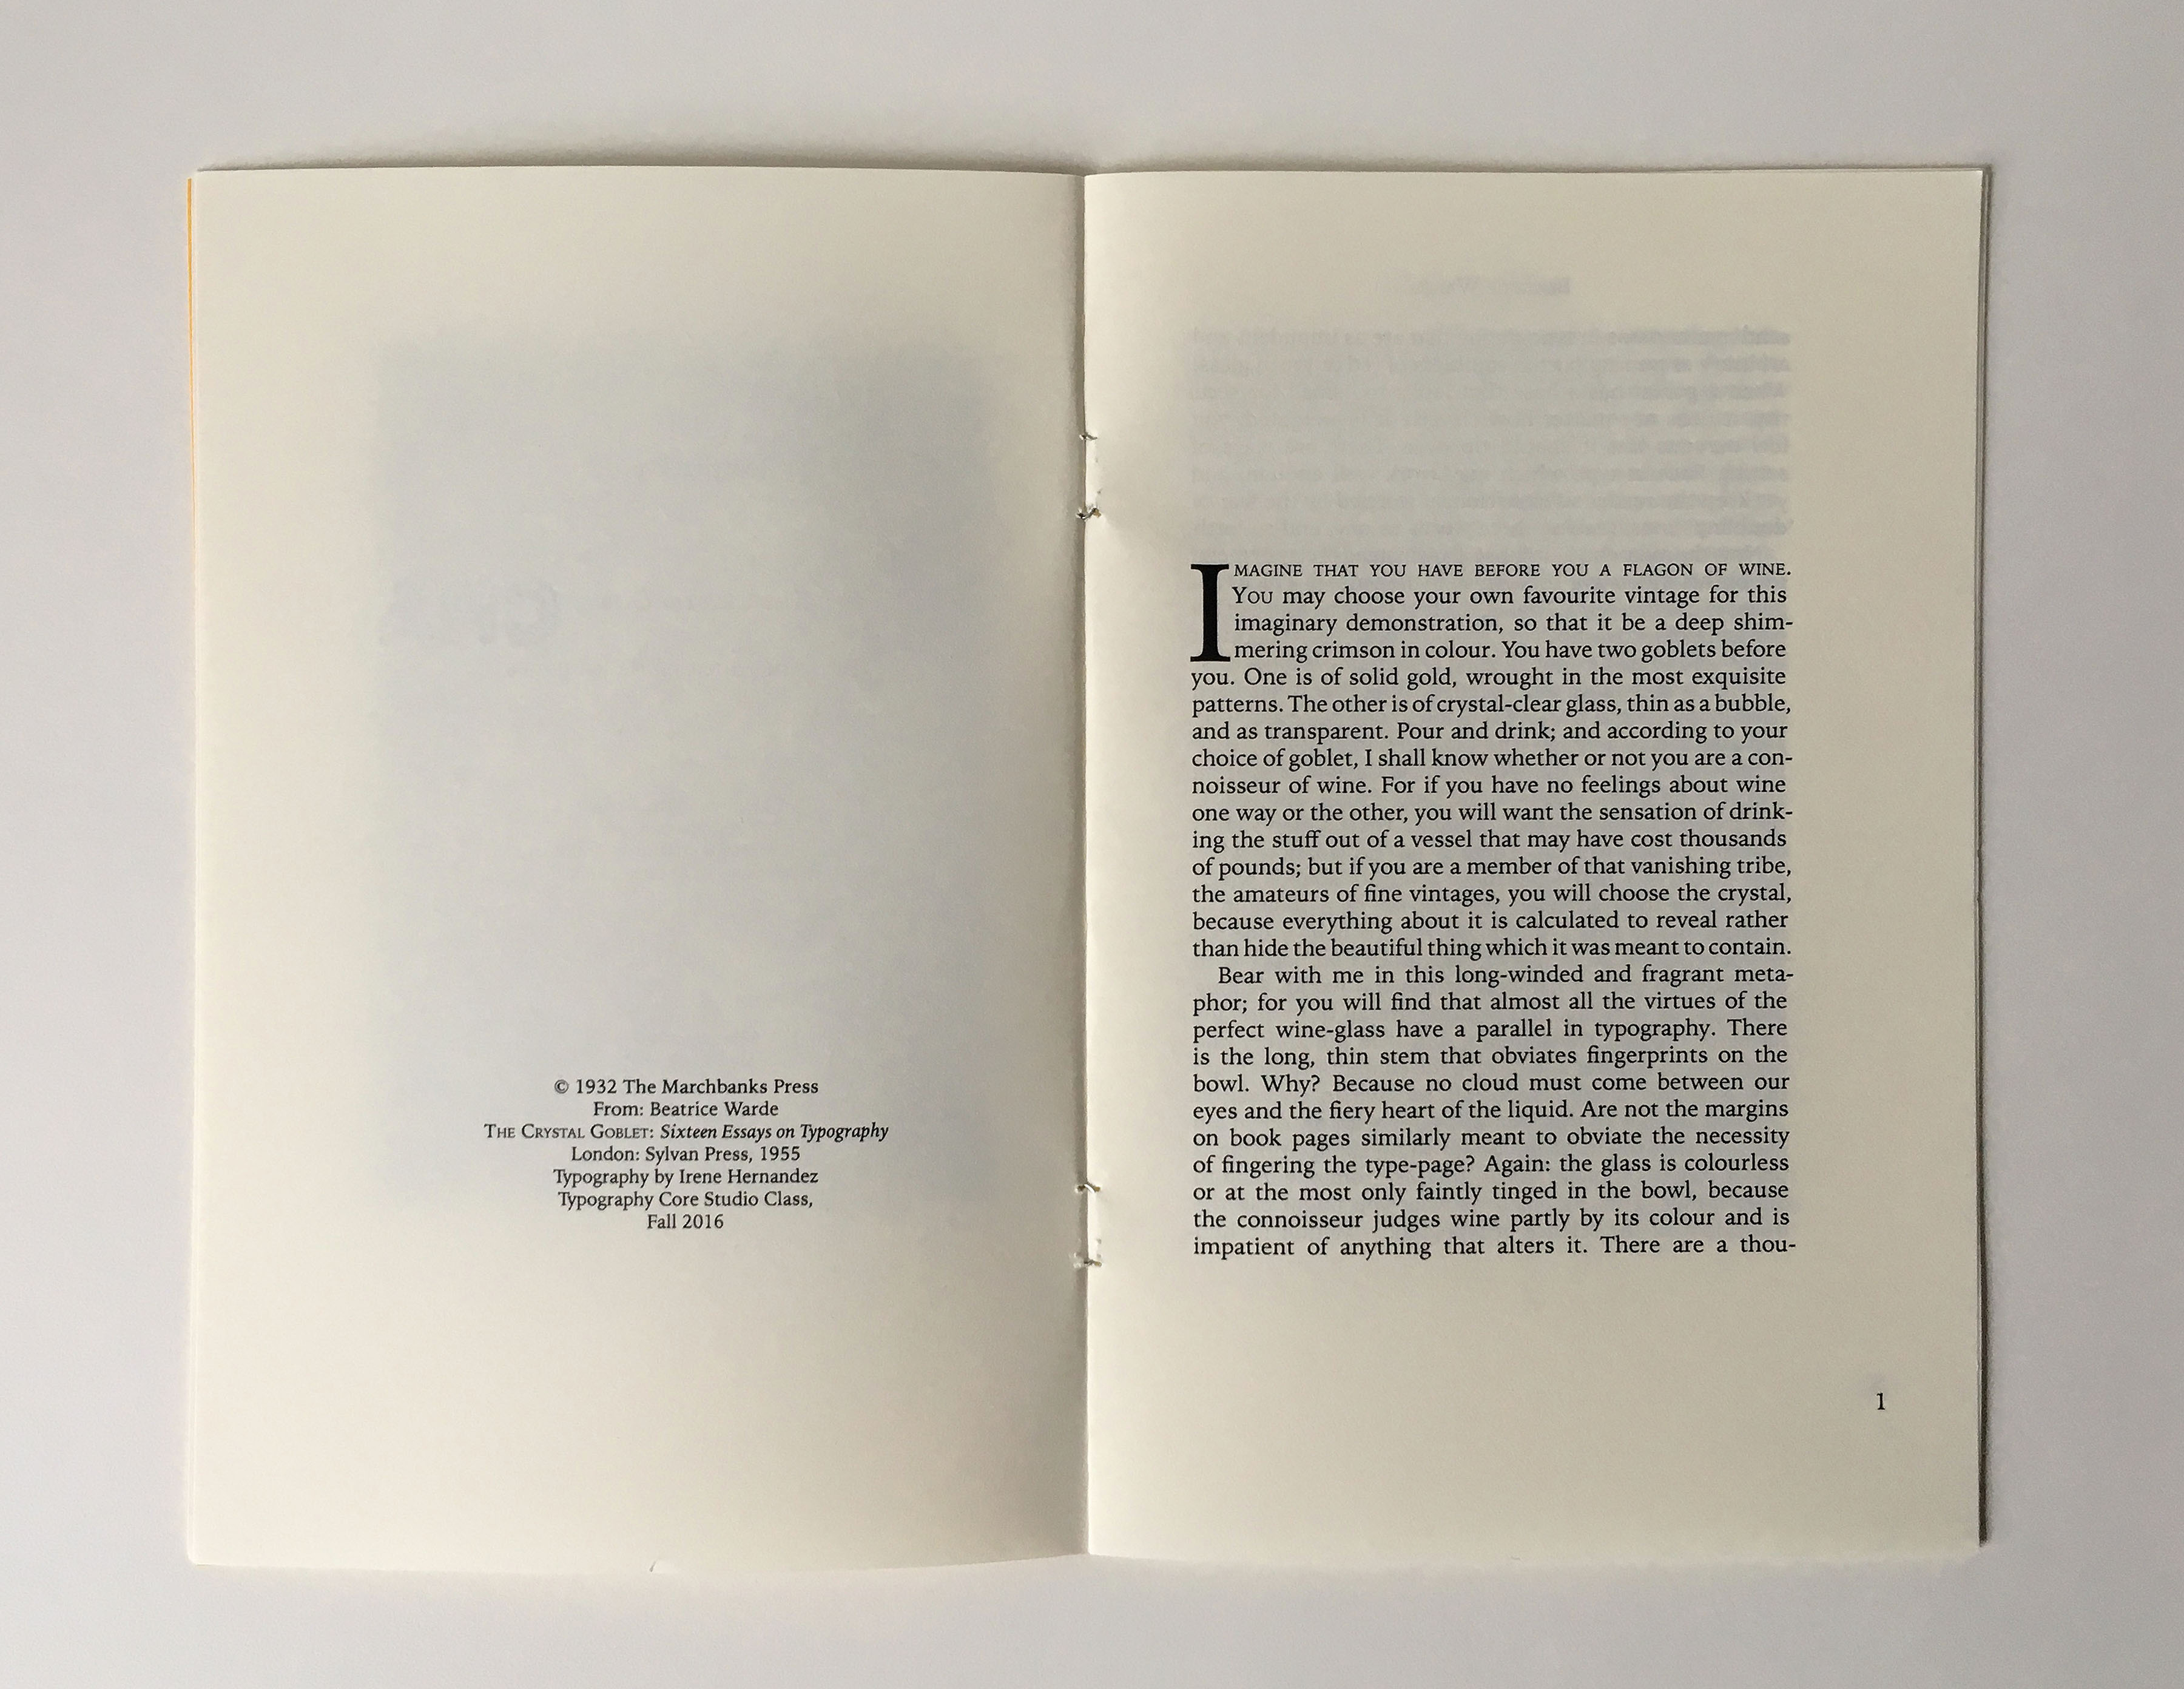 © 1932 The Marchbanks Press
From: Beatrice Warde
THE CRYSTAL GOBLET: Sixteen Essays on Typography
London: Sylvan Press, 1955
Typography by Irene Hernandez
Typography Core Studio Class,
Fall 2016
IMAGINE THAT YOU HAVE BEFORE YOU A FLAGON OF WINE.
YOU may choose your own favourite vintage for this
imaginary demonstration, so that it be a deep shim-
mering crimson in colour. You have two goblets before
you. One is of solid gold, wrought in the most exquisite
patterns. The other is of crystal-clear glass, thin as a bubble,
and as transparent. Pour and drink; and according to your
choice of goblet, I shall know whether or not you are a con-
noisseur of wine. For if you have no feelings about wine
one way or the other, you will want the sensation of drink-
ing the stuff out of a vessel that may have cost thousands
of pounds; but if you are a member of that vanishing tribe,
the amateurs of fine vintages, you will choose the crystal,
because everything about it is calculated to reveal rather
than hide the beautiful thing which it was meant to contain.
Bear with me in this long-winded and fragrant meta-
phor; for you will find that almost all the virtues of the
perfect wine-glass have a parallel in typography. There
is the long, thin stem that obviates fingerprints on the
bowl. Why? Because no cloud must come between our
eyes and the fiery heart of the liquid. Are not the margins
on book pages similarly meant to obviate the necessity
of fingering the type-page? Again: the glass is colourless
or at the most only faintly tinged in the bowl, because
the connoisseur judges wine partly by its colour and is
impatient of anything that alters it. There are a thou-
1